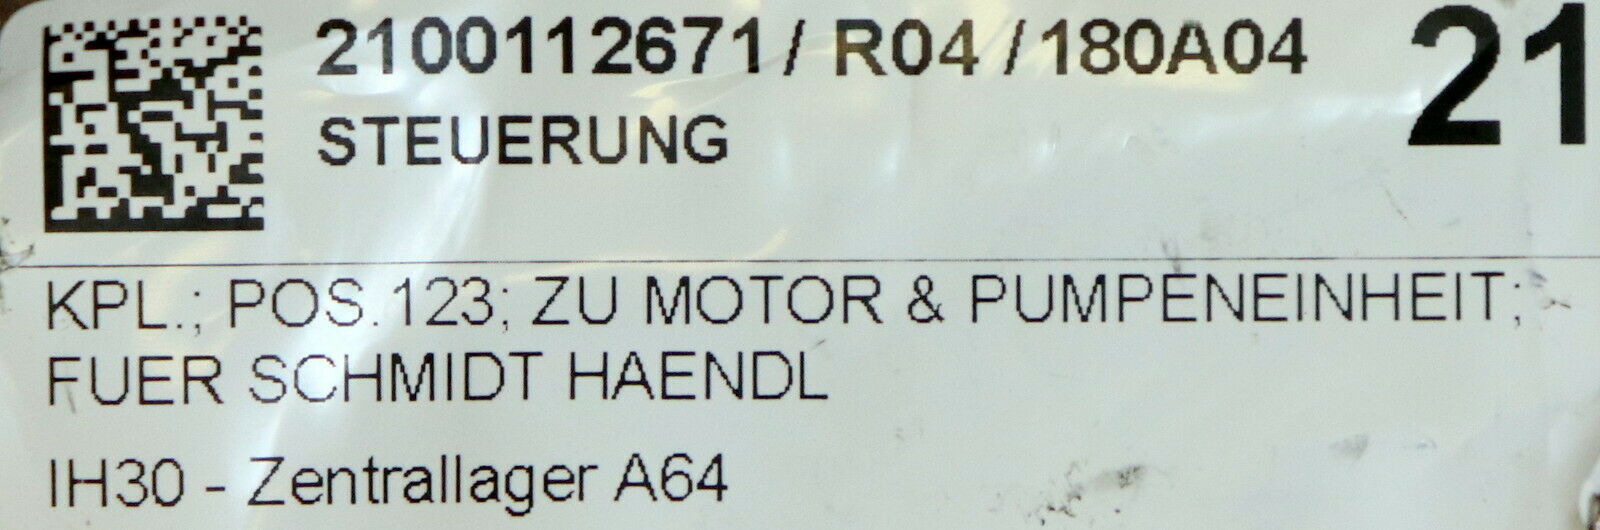 2100112671 / R04 / 180A04
21
STEUERUNG
KPL.; POS.123; ZU MOTOR & PUMPENEINHEIT;
FUER SCHMIDT HAENDL
IH30 - Zentrallager A64